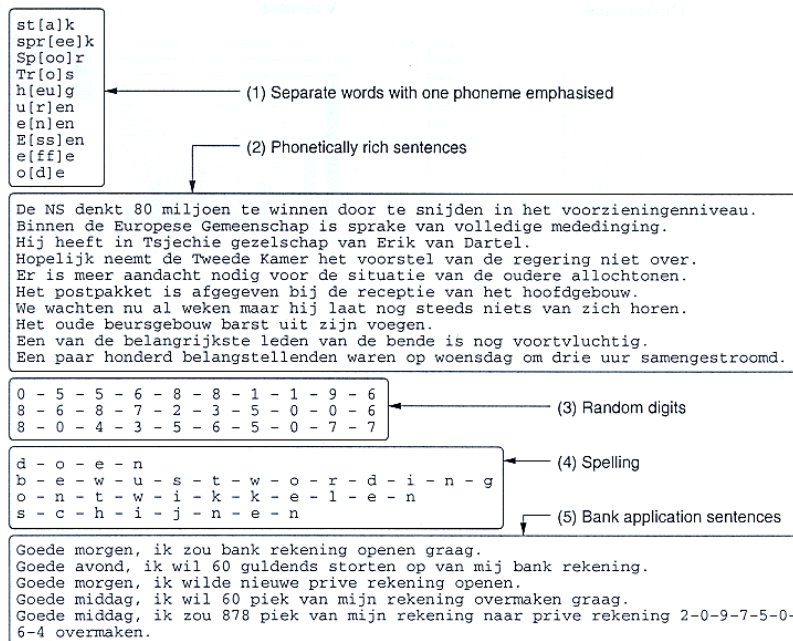 st[a]k
spr[ee]k
Sp[oo]r
Tr[o]s
h[eu]g
u[r]en
e[n]en
E[ss]en
e[ff]e
o[d]e
(1) Separate words with one phoneme emphasised
(2) Phonetically rich sentences
De NS denkt 80 miljoen te winnen door te snijden in het voorzieningenniveau.
Binnen de Europese Gemeenschap is sprake van volledige mededinging.
Hij heeft in Tsjechie gezelschap van Erik van Dartel.
Hopelijk neemt de Tweede Kamer het voorstel van de regering niet over.
Er is meer aandacht nodig voor de situatie van de oudere allochtonen.
Het postpakket is afgegeven bij de receptie van het hoofdgebouw.
We wachten nu al weken maar hij laat nog steeds niets van zich horen.
Het oude beursgebouw barst uit zijn voegen.
Een van de belangrijkste leden van de bende is nog voortvluchtig.
Een paar honderd belangstellenden waren op woensdag om drie uur samengestroomd.
0 - 5 - 5 - 6 - 8 - 8 - 1 - 1 - 9 - 6
8 - 6 - 8 - 7 - 2 - 3 - 5 - 0 - 0 - 6
8 - 0 - 4 - 3 - 5 - 6 - 5 - 0 - 7 - 7
(3) Random digits
d - o - e - n
b - e - w - u - s - t - w - o - r - d - i - n - g
o - n - t - w - i - k - k - e - l - e - n
s - c - h - i - j - n - e - n
(4) Spelling
(5) Bank application sentences
Goede morgen, ik zou bank rekening openen graag.
Goede avond, ik wil 60 guldends storten op van mij bank rekening.
Goede morgen, ik wilde nieuwe prive rekening openen.
Goede middag, ik wil 60 piek van mijn rekening overmaken graag.
Goede middag, ik zou 878 piek van mijn rekening naar prive rekening 2-0-9-7-5-0-
6-4 overmaken.